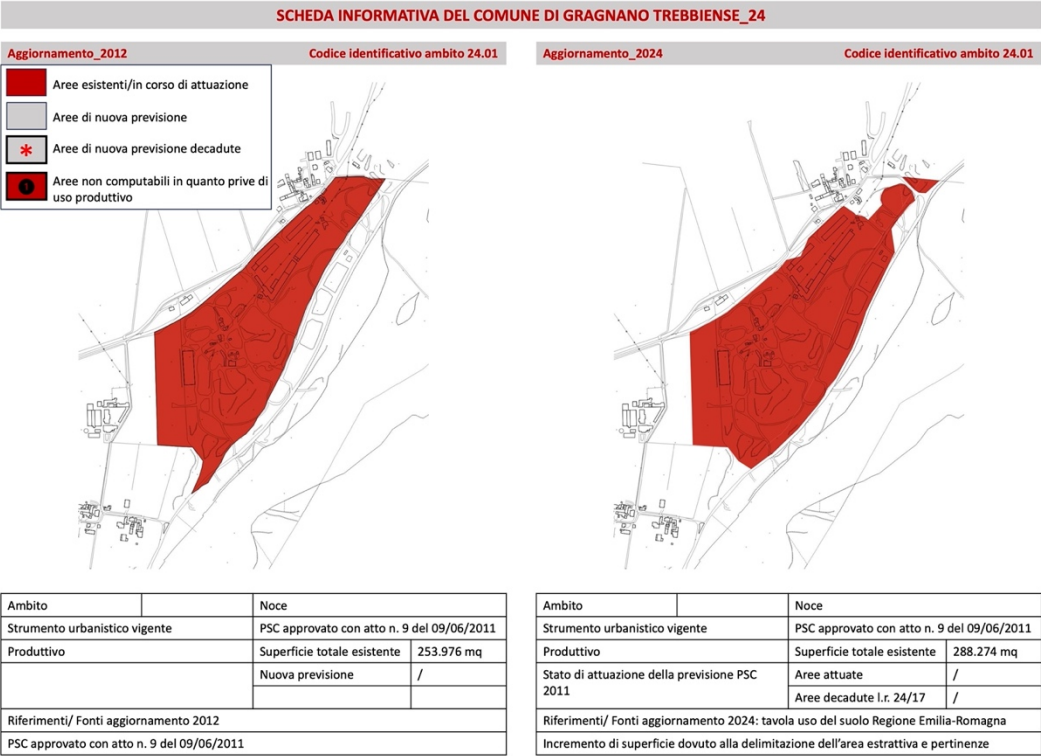 SCHEDA INFORMATIVA DEL COMUNE DI GRAGNANO TREBBIENSE_24
Aggiornamento_2012
Codice identificativo ambito 24.01
Aree esistenti/in corso di attuazione
Aree di nuova previsione
Aree di nuova previsione decadute
Aree non computabili in quanto prive di
uso produttivo
Ambito
Noce
Strumento urbanistico vigente
PSC approvato con atto n. 9 del 09/06/2011
Produttivo
Superficie totale esistente
253.976 mq
Nuova previsione
/
Riferimenti/ Fonti aggiornamento 2012
PSC approvato con atto n. 9 del 09/06/2011
Aggiornamento_2024
Codice identificativo ambito 24.01
Ambito
Noce
Strumento urbanistico vigente
PSC approvato con atto n. 9 del 09/06/2011
Produttivo
Superficie totale esistente
288.274 mq
Stato di attuazione della previsione PSC
2011
Aree attuate
/
Aree decadute l.r. 24/17
/
Riferimenti/ Fonti aggiornamento 2024: tavola uso del suolo Regione Emilia-Romagna
Incremento di superficie dovuto alla delimitazione dell'area estrattiva e pertinenze